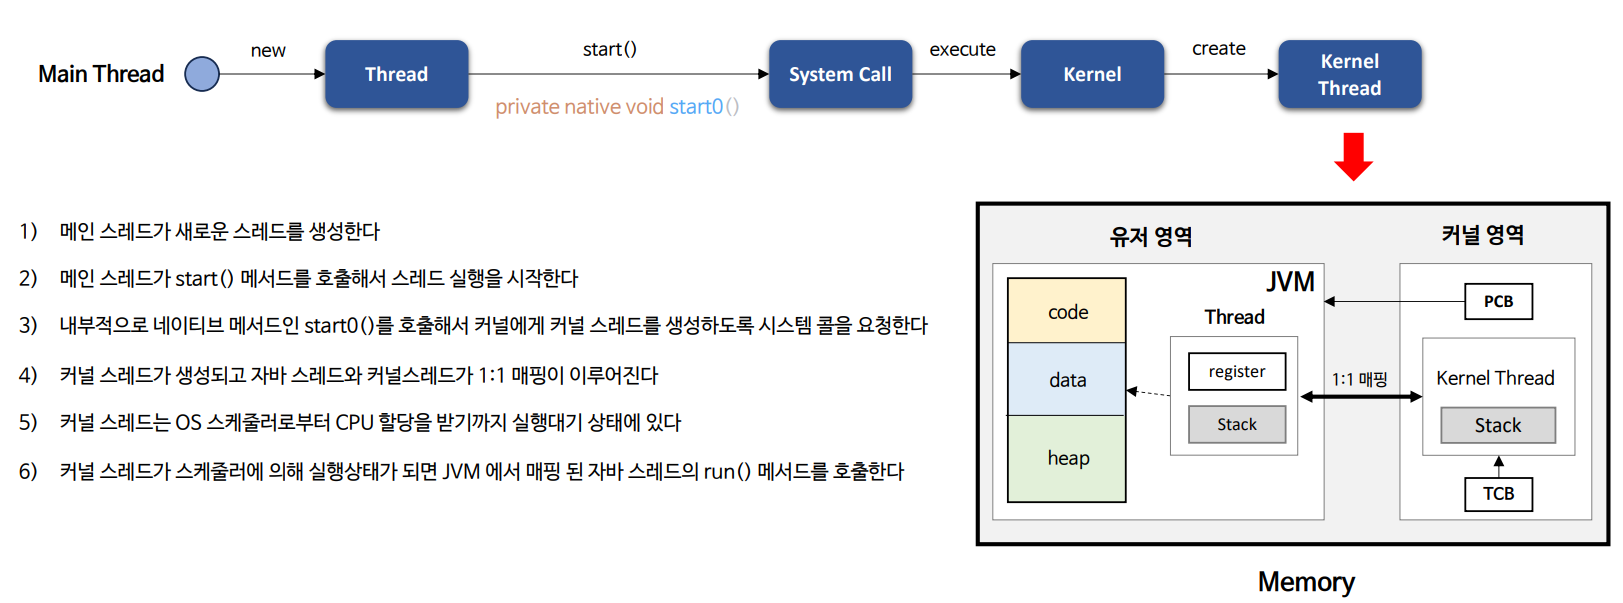 Main Thread
new
Thread
start()
private native void start0()
System Call
execute
Kernel
create
Kernel
Thread
1) 메인 스레드가 새로운 스레드를 생성한다
2) 메인 스레드가 start() 메서드를 호출해서 스레드 실행을 시작한다
3) 내부적으로 네이티브 메서드인 start0()를 호출해서 커널에게 커널 스레드를 생성하도록 시스템 콜을 요청한다
4) 커널 스레드가 생성되고 자바 스레드와 커널스레드가 1:1 매핑이 이루어진다
5) 커널 스레드는 OS 스케줄러로부터 CPU 할당을 받기까지 실행대기 상태에 있다
6) 커널 스레드가 스케줄러에 의해 실행상태가 되면 JVM 에서 매핑 된 자바 스레드의 run() 메서드를 호출한다
유저 영역
커널 영역
JVM
code
data
heap
Thread
register
Stack
1:1 매핑
PCB
Kernel Thread
Stack
TCB
Memory